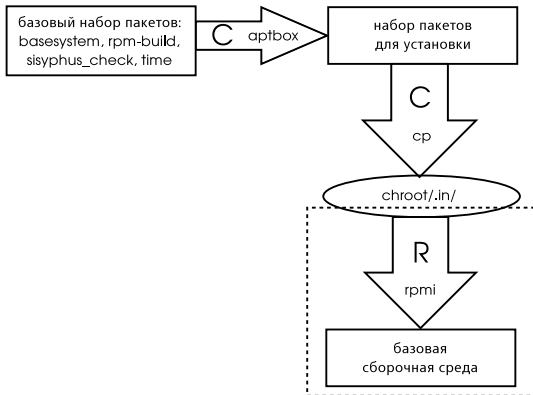 базовый набор пакетов:
basesystem, rpm-build,
sisyphus_check, time
C aptbox
набор пакетов
для установки
C
cp
chroot/.in/
R
rpmi
базовая
сборочная среда